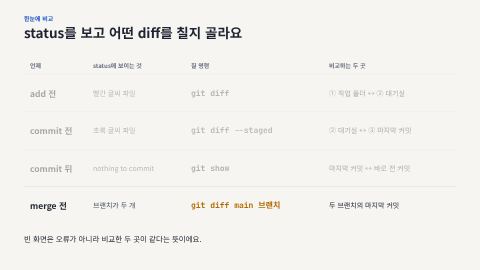 한눈에 비교
status를 보고 어떤 diff를 칠지 골라요
언제 status에 보이는 것 칠 명령 비교하는 두 곳
add 전 빨간 글씨 파일 git diff ① 작업 폴더 ↔ ② 대기실
commit 전 초록 글씨 파일 git diff --staged ② 대기실 ↔ ③ 마지막 커밋
commit 뒤 nothing to commit git show 마지막 커밋 ↔ 바로 전 커밋
merge 전 브랜치가 두 개 git diff main 브랜치 두 브랜치의 마지막 커밋
빈 화면은 오류가 아니라 비교한 두 곳이 같다는 뜻이에요.